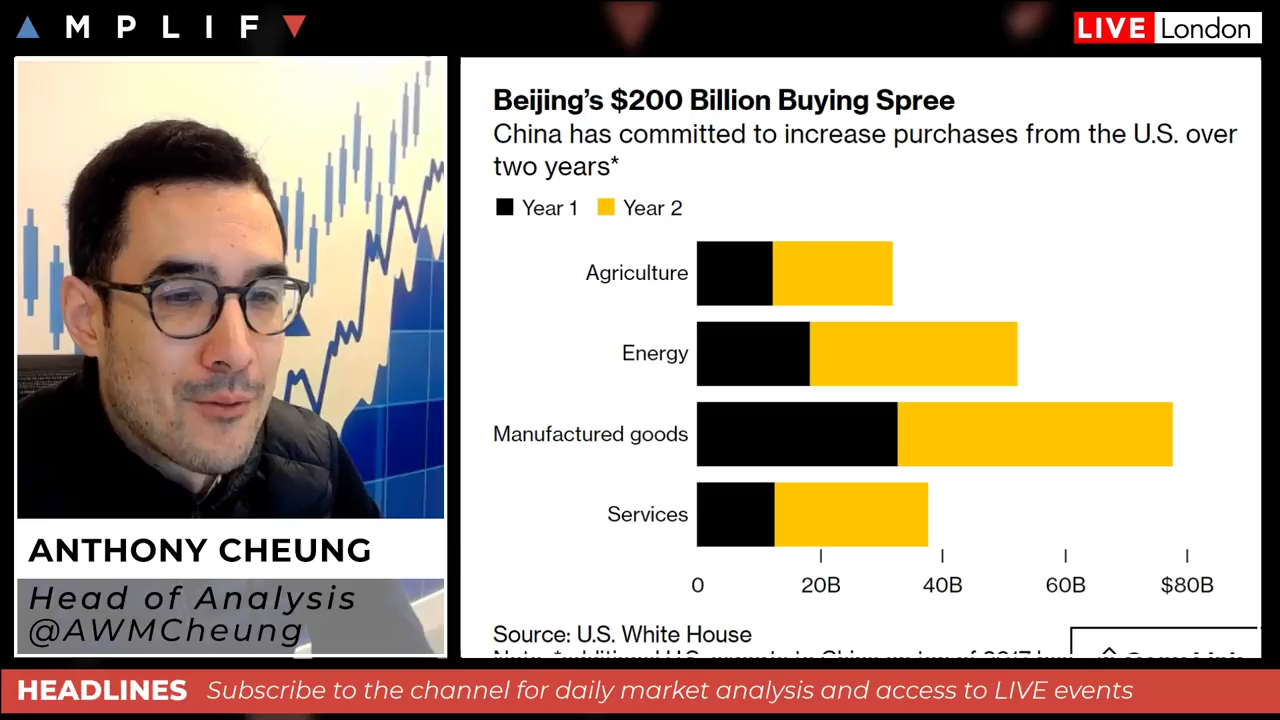 AMPLIFY
LIVE London
Beijing's $200 Billion Buying Spree
China has committed to increase purchases from the U.S. over
two years*
Year 1 Year 2
Agriculture
Energy
Manufactured goods
Services
0 20B 40B 60B $80B
Source: U.S. White House
ANTHONY CHEUNG
Head of Analysis
@AWMCheung
HEADLINES Subscribe to the channel for daily market analysis and access to LIVE events